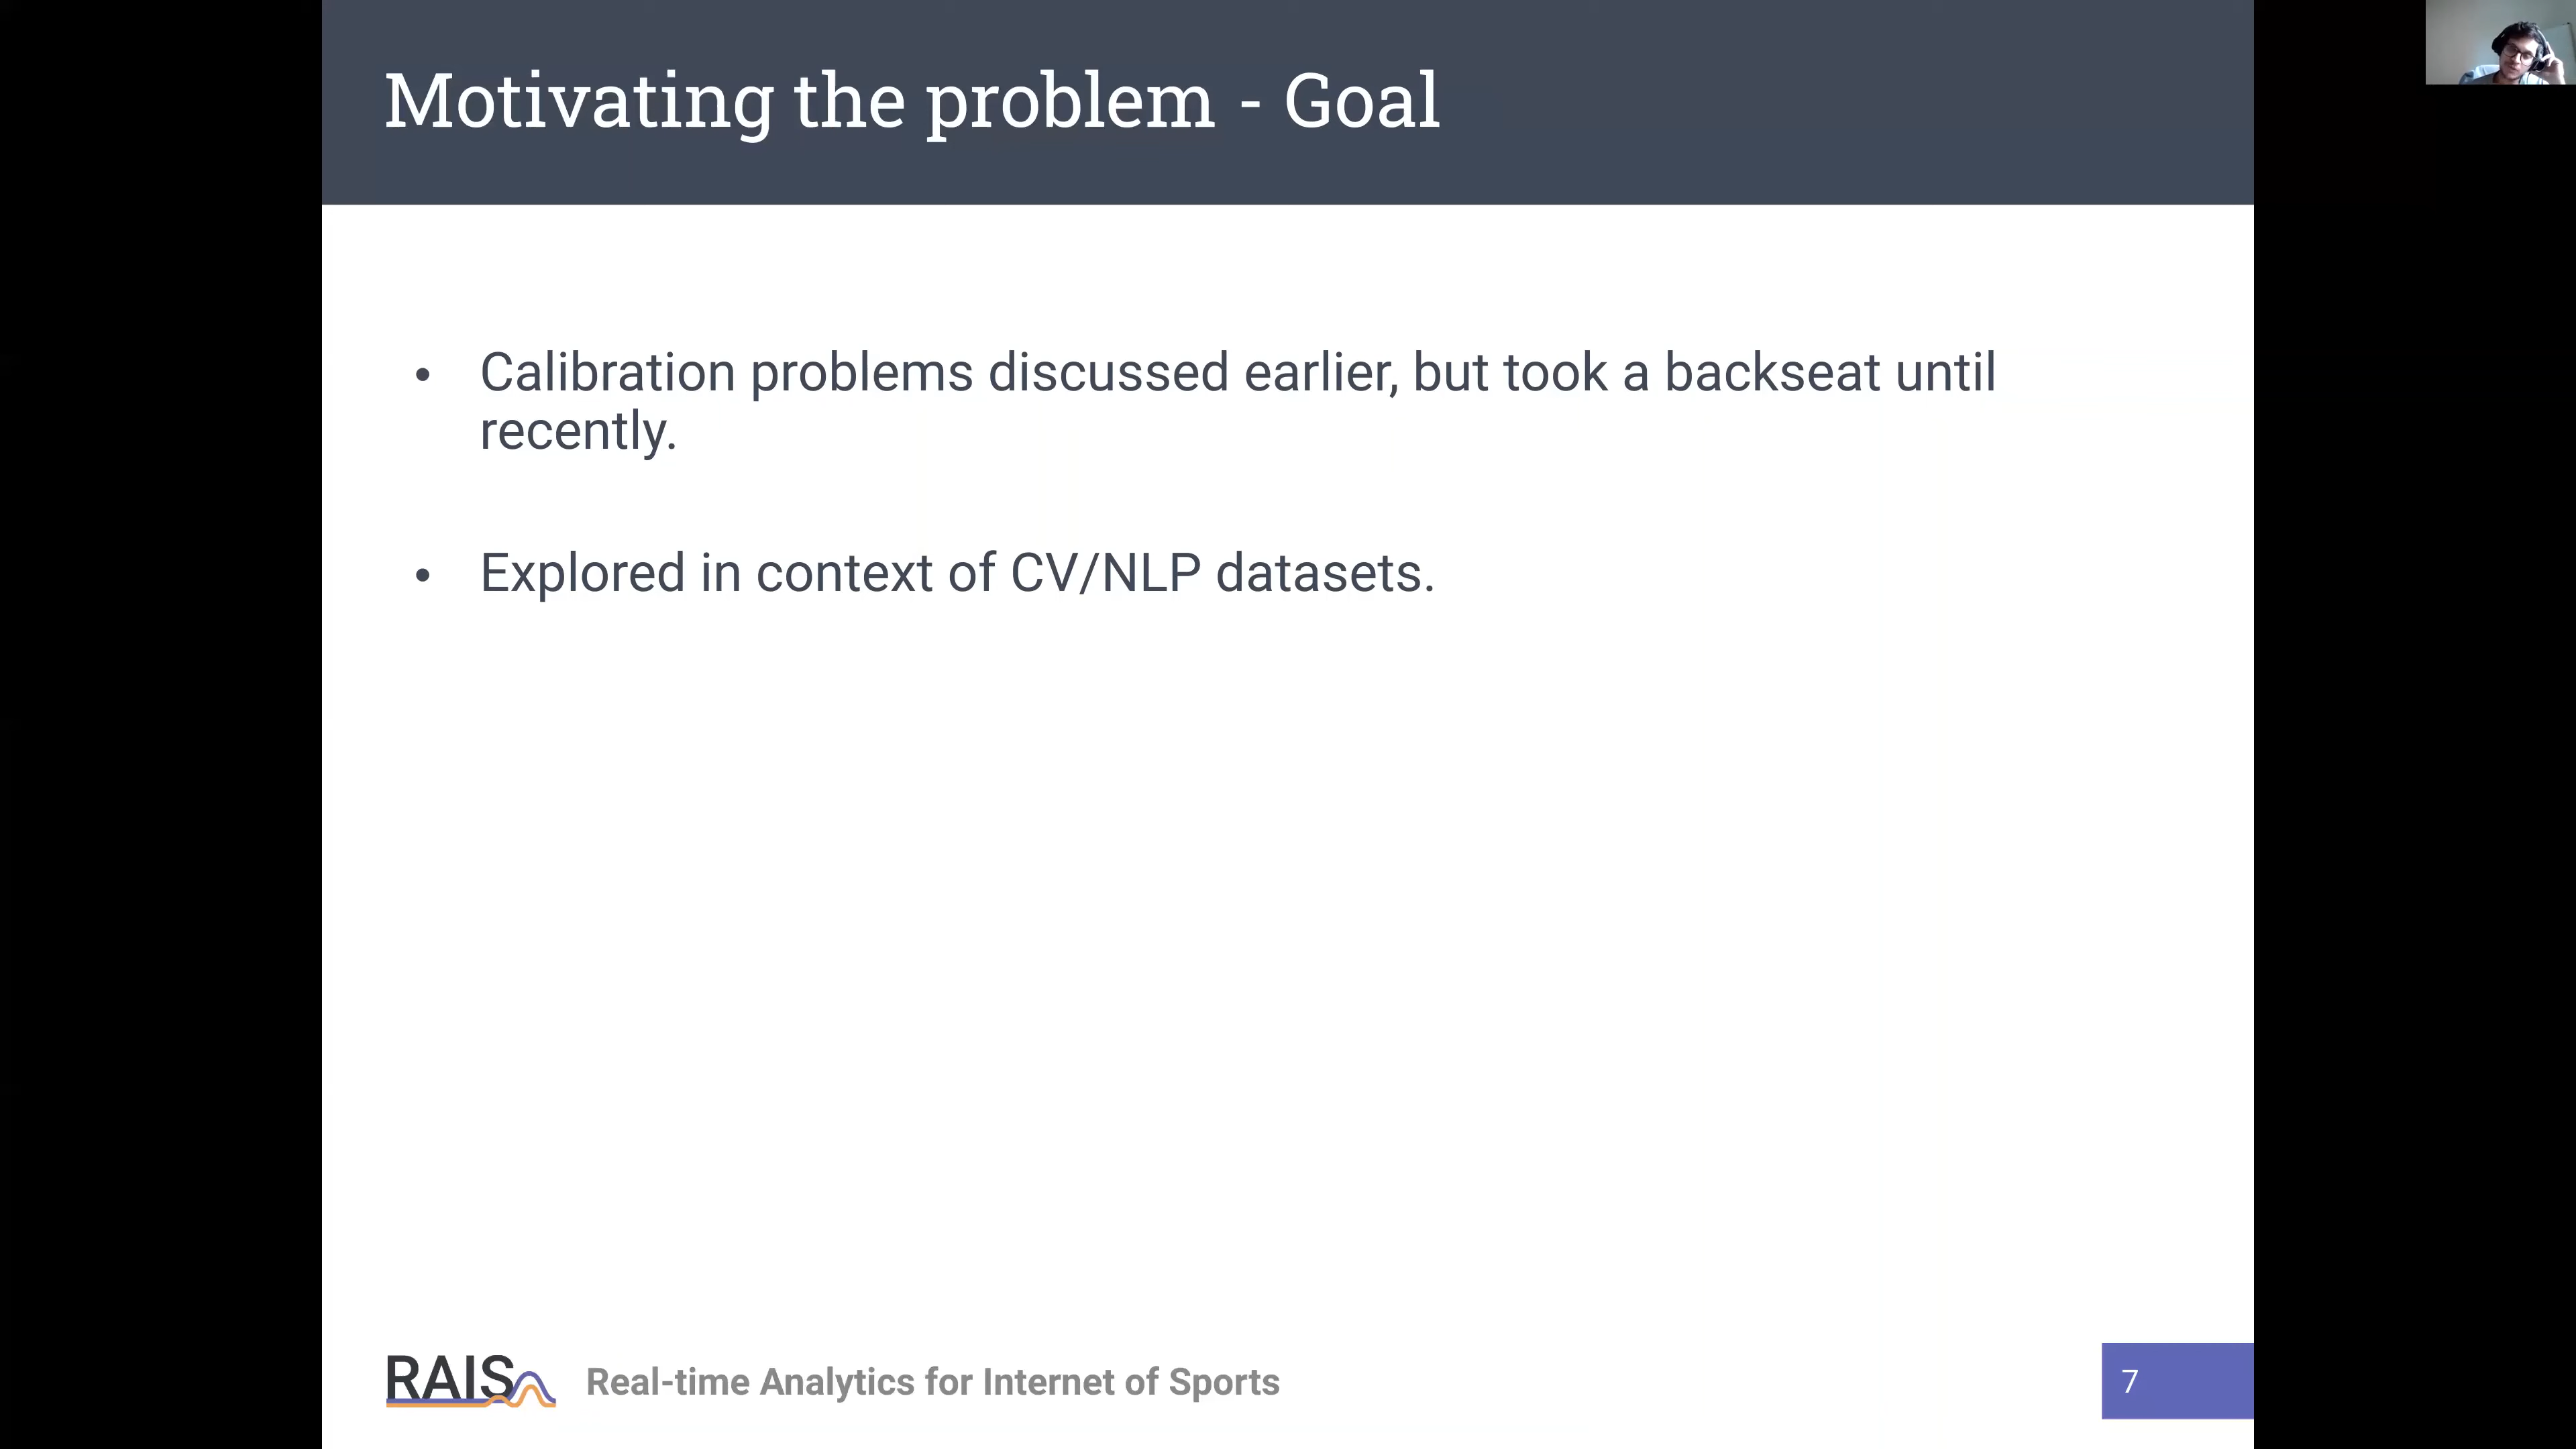 Motivating the problem - Goal
• Calibration problems discussed earlier, but took a backseat until
recently.
• Explored in context of CV/NLP datasets.
RAIS
Real-time Analytics for Internet of Sports
7